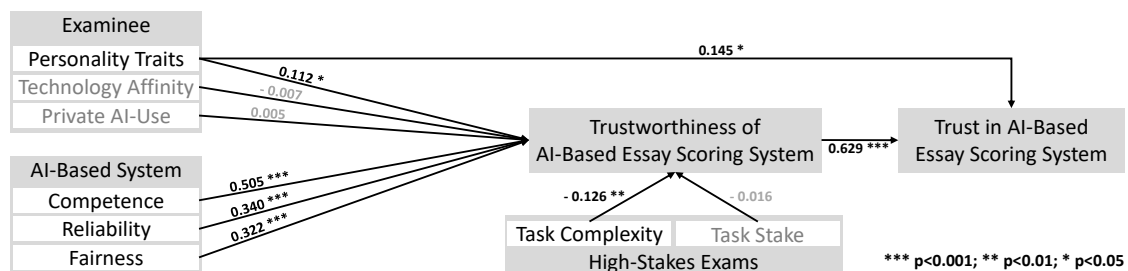 Examinee
Personality Traits
Technology Affinity
Private AI-Use
AI-Based System
Competence
Reliability
Fairness
0.145 *
0.112 *
- 0.007
0.005
0.505 ***
0.340 ***
0.322 ***
Trustworthiness of
AI-Based Essay Scoring System
0.629 ***
Trust in AI-Based
Essay Scoring System
- 0.126 **
- 0.016
Task Complexity
Task Stake
High-Stakes Exams
*** p<0.001; ** p<0.01; * p<0.05